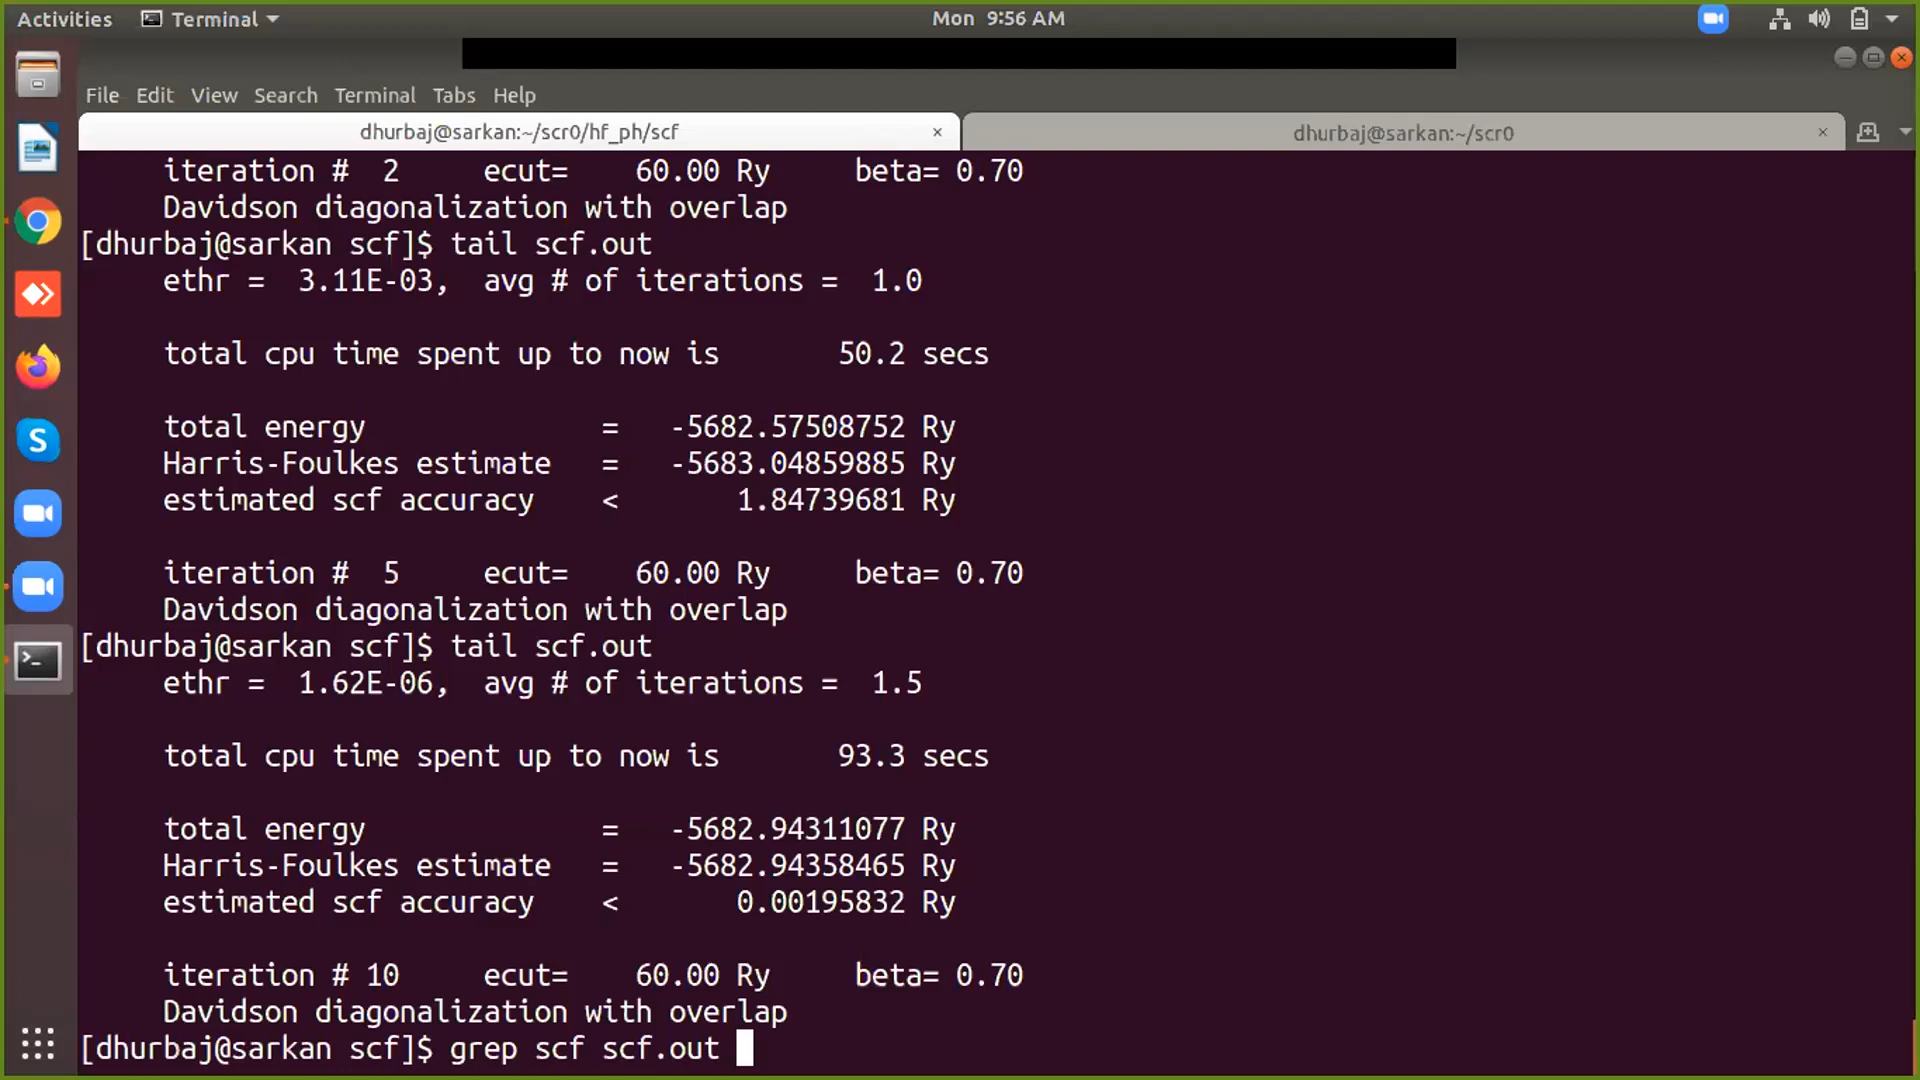 Activities Terminal Mon 9:56 AM
File Edit View Search Terminal Tabs Help
dhurbaj@sarkan:~/scr0/hf_ph/scf × dhurbaj@sarkan:~/scr0 ×
iteration # 2 ecut= 60.00 Ry beta= 0.70
Davidson diagonalization with overlap
[dhurbaj@sarkan scf]$ tail scf.out
ethr = 3.11E-03, avg # of iterations = 1.0
total cpu time spent up to now is 50.2 secs
total energy = -5682.57508752 Ry
Harris-Foulkes estimate = -5683.04859885 Ry
estimated scf accuracy < 1.84739681 Ry
iteration # 5 ecut= 60.00 Ry beta= 0.70
Davidson diagonalization with overlap
[dhurbaj@sarkan scf]$ tail scf.out
ethr = 1.62E-06, avg # of iterations = 1.5
total cpu time spent up to now is 93.3 secs
total energy = -5682.94311077 Ry
Harris-Foulkes estimate = -5682.94358465 Ry
estimated scf accuracy < 0.00195832 Ry
iteration # 10 ecut= 60.00 Ry beta= 0.70
Davidson diagonalization with overlap
[dhurbaj@sarkan scf]$ grep scf scf.out